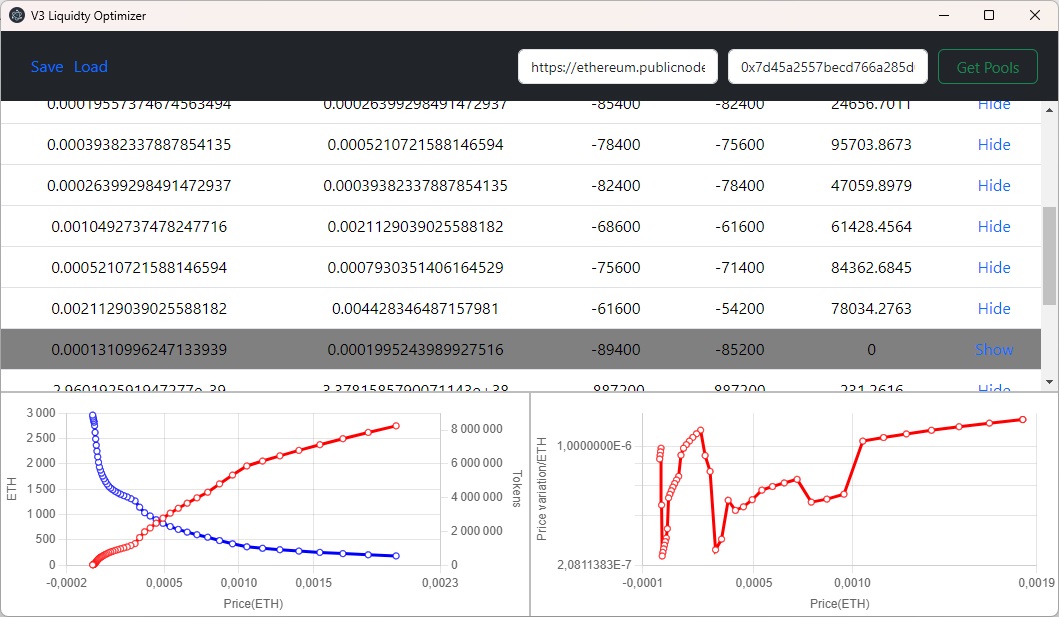 V3 Liquidty Optimizer
Save Load https://ethereum.publicnode 0x7d45a2557becd766a285d Get Pools
0.00019557374674563494 0.00026399298491472937 -85400 -82400 24656.7011 Hide
0.00039382337887854135 0.0005210721588146594 -78400 -75600 95703.8673 Hide
0.00026399298491472937 0.00039382337887854135 -82400 -78400 47059.8979 Hide
0.0010492737478247716 0.0021129039025588182 -68600 -61600 61428.4564 Hide
0.0005210721588146594 0.0007930351406164529 -75600 -71400 84362.6845 Hide
0.0021129039025588182 0.004428346487157981 -61600 -54200 78034.2763 Hide
0.0001310996247133939 0.0001995243989927516 -89400 -85200 0 Show
2.960192591947277e-39 3.3781585790071143e+38 -887200 887200 231.2616 Hide
3 000
2 500
2 000
1 500
1 000
500
0
ETH
8 000 000
6 000 000
4 000 000
2 000 000
0
Tokens
-0,0002 0,0005 0,0010 0,0015 0,0023
Price(ETH)
Price variation/ETH
1,0000000E-6
2,0811383E-7
-0,0001 0,0005 0,0010 0,0019
Price(ETH)